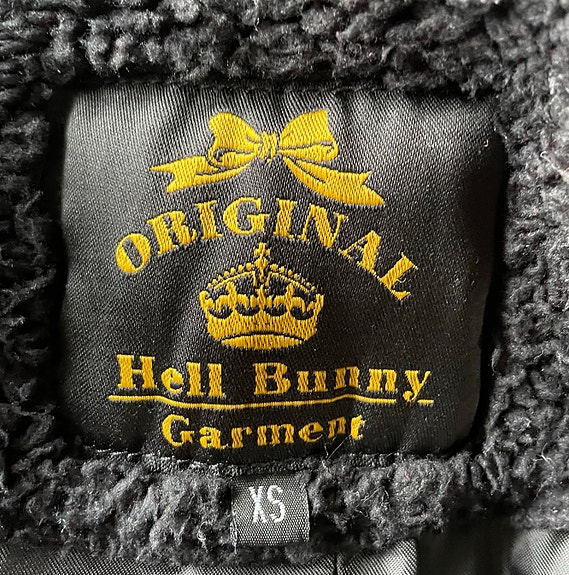 ORIGINAL
Hell Bunny
Garment
XS